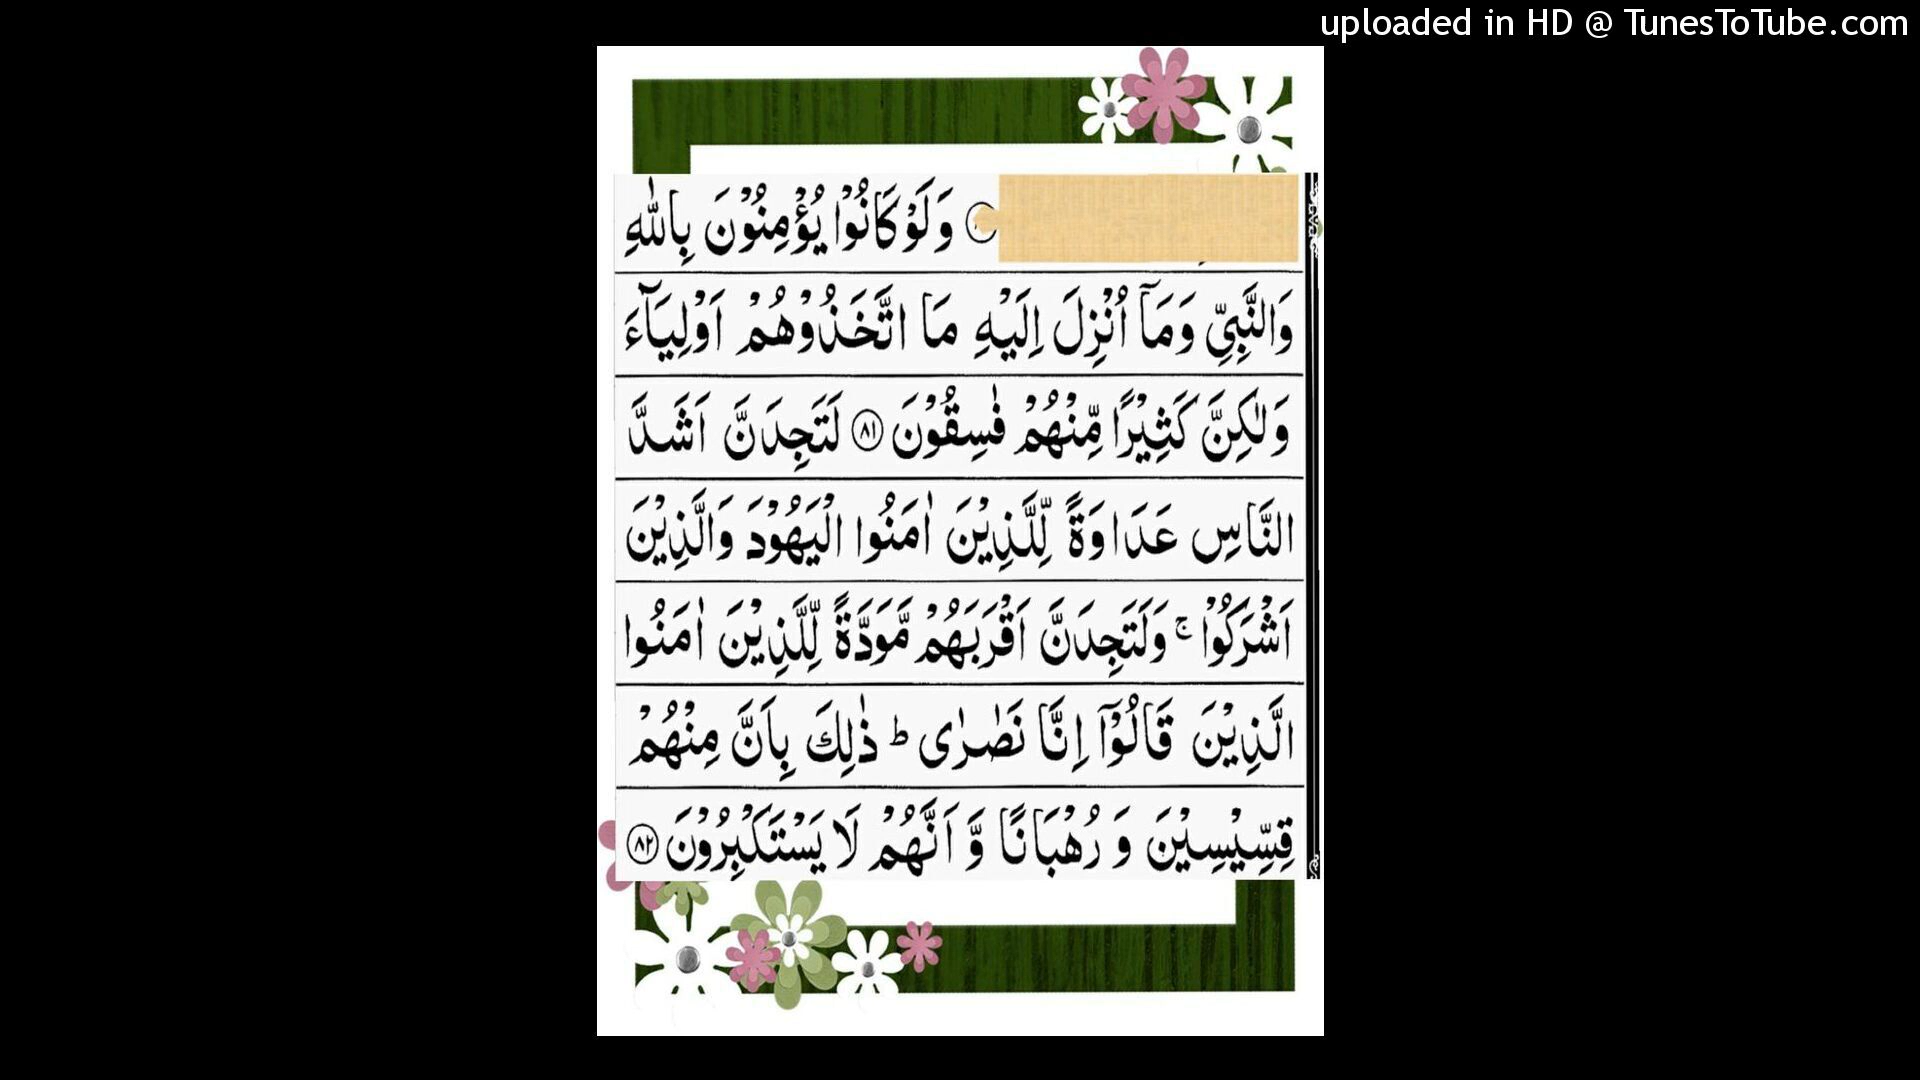 uploaded in HD @ TunesToTube.com
وَلَوْ كَانُوْا يُؤْمِنُوْنَ بِاللّٰهِ
وَالنَّبِيِّ وَمَآ اُنْزِلَ اِلَيْهِ مَا اتَّخَذُوْهُمْ اَوْلِيَآءَ
وَلٰكِنَّ كَثِيْرًا مِّنْهُمْ فٰسِقُوْنَ ﴿٨١﴾ لَتَجِدَنَّ اَشَدَّ
النَّاسِ عَدَاوَةً لِّلَّذِيْنَ اٰمَنُوا الْيَهُوْدَ وَالَّذِيْنَ
اَشْرَكُوْا ۚ وَلَتَجِدَنَّ اَقْرَبَهُمْ مَّوَدَّةً لِّلَّذِيْنَ اٰمَنُوا
الَّذِيْنَ قَالُوْٓا اِنَّا نَصٰرٰى ؕ ذٰلِكَ بِاَنَّ مِنْهُمْ
قِسِّيْسِيْنَ وَ رُهْبَانًا وَّ اَنَّهُمْ لَا يَسْتَكْبِرُوْنَ ﴿٨٢﴾